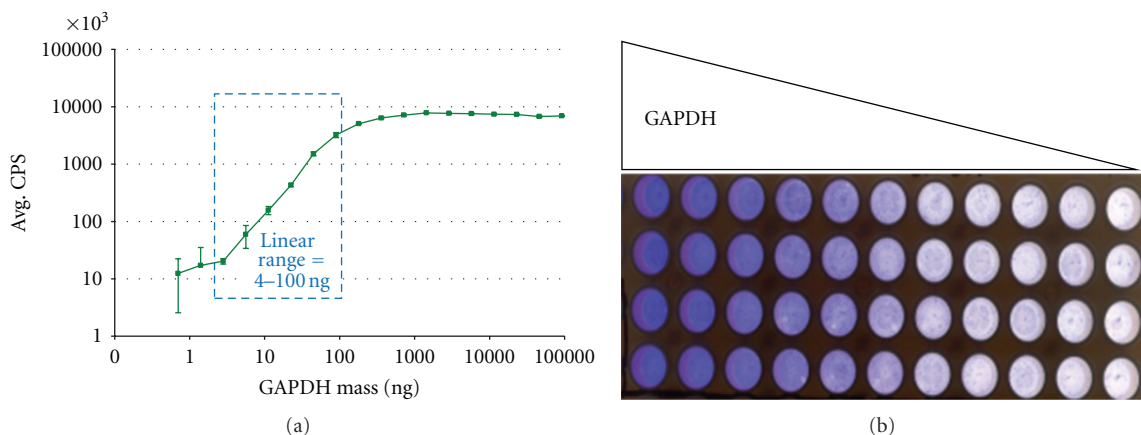 ×10³
100000
10000
1000
100
10
1
Avg. CPS
0 1 10 100 1000 10000 100000
GAPDH mass (ng)
Linear
range =
4–100 ng
(a)
GAPDH
(b)